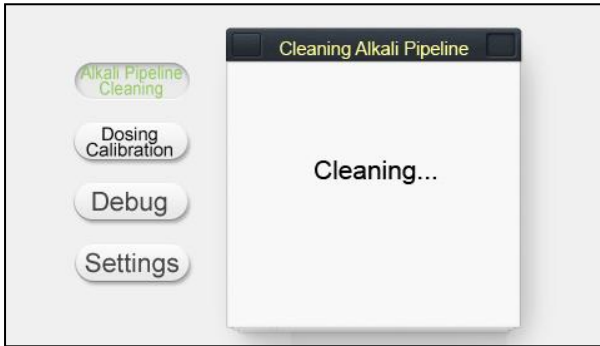 Alkali Pipeline
Cleaning
Dosing
Calibration
Debug
Settings
Cleaning Alkali Pipeline
Cleaning...